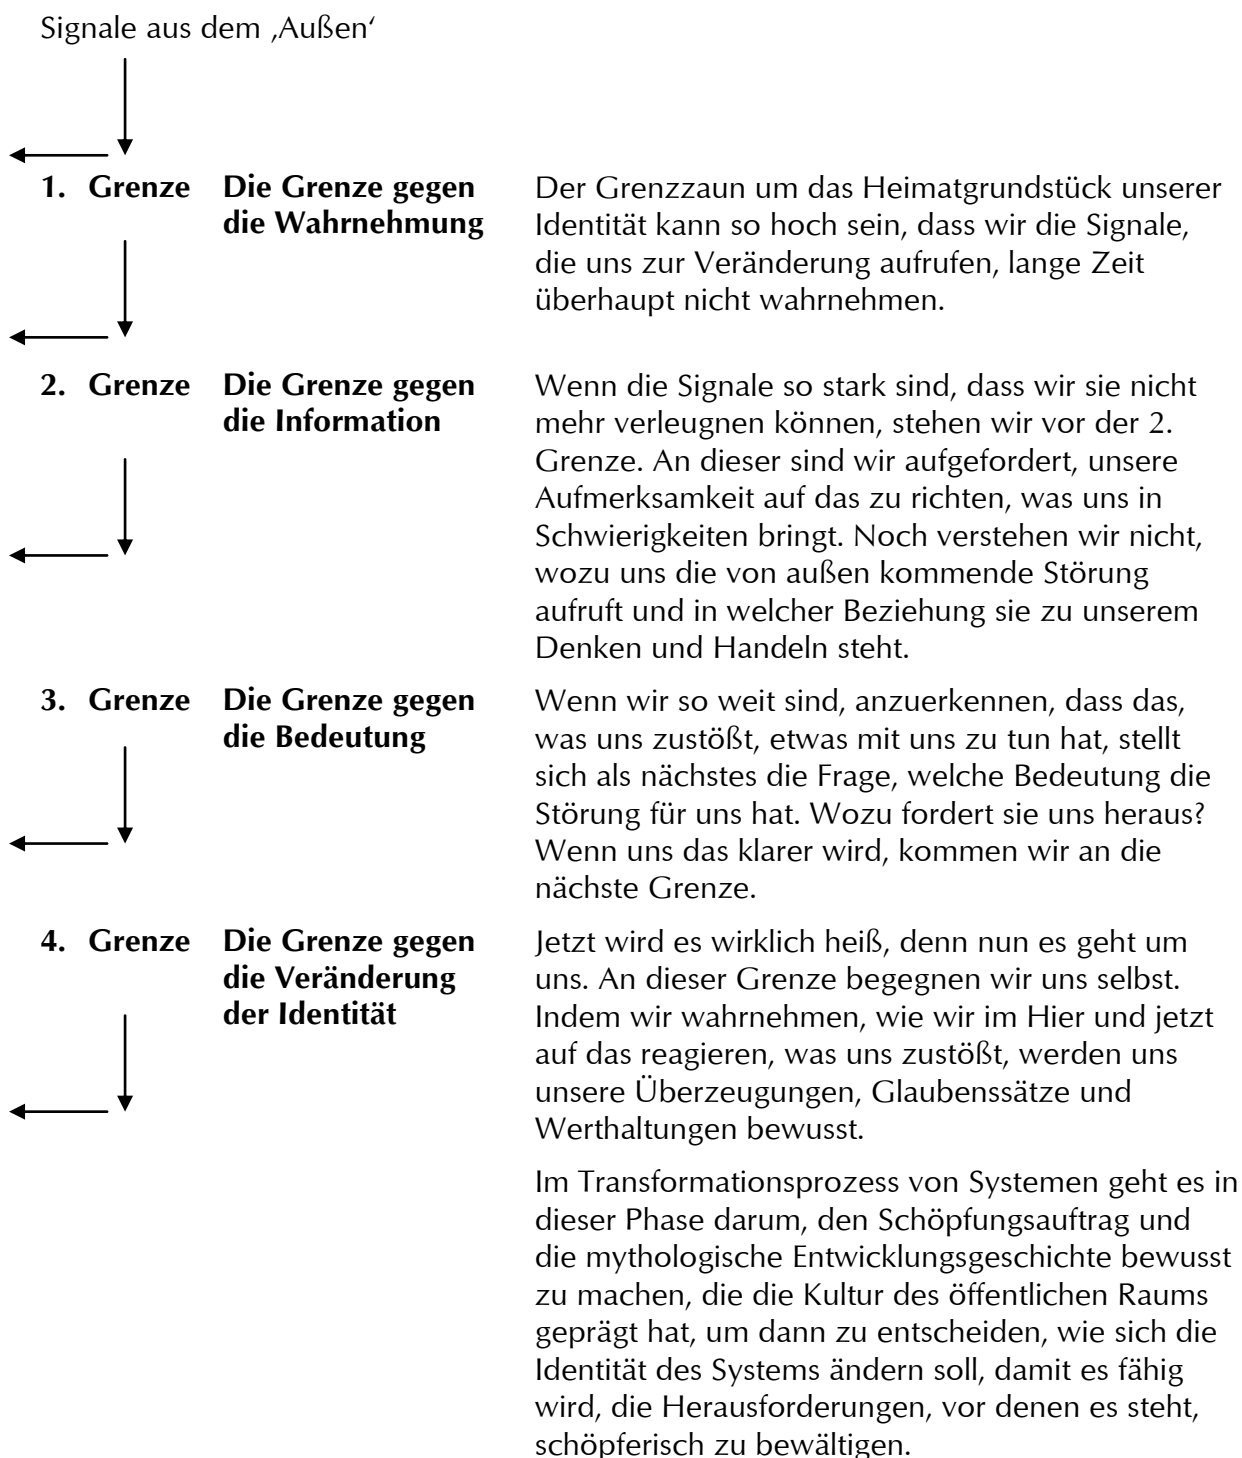 Signale aus dem ‚Außen‘
1. Grenze Die Grenze gegen
die Wahrnehmung
Der Grenzzaun um das Heimatgrundstück unserer
Identität kann so hoch sein, dass wir die Signale,
die uns zur Veränderung aufrufen, lange Zeit
überhaupt nicht wahrnehmen.
2. Grenze Die Grenze gegen
die Information
Wenn die Signale so stark sind, dass wir sie nicht
mehr verleugnen können, stehen wir vor der 2.
Grenze. An dieser sind wir aufgefordert, unsere
Aufmerksamkeit auf das zu richten, was uns in
Schwierigkeiten bringt. Noch verstehen wir nicht,
wozu uns die von außen kommende Störung
aufruft und in welcher Beziehung sie zu unserem
Denken und Handeln steht.
3. Grenze Die Grenze gegen
die Bedeutung
Wenn wir so weit sind, anzuerkennen, dass das,
was uns zustößt, etwas mit uns zu tun hat, stellt
sich als nächstes die Frage, welche Bedeutung die
Störung für uns hat. Wozu fordert sie uns heraus?
Wenn uns das klarer wird, kommen wir an die
nächste Grenze.
4. Grenze Die Grenze gegen
die Veränderung
der Identität
Jetzt wird es wirklich heiß, denn nun es geht um
uns. An dieser Grenze begegnen wir uns selbst.
Indem wir wahrnehmen, wie wir im Hier und jetzt
auf das reagieren, was uns zustößt, werden uns
unsere Überzeugungen, Glaubenssätze und
Werthaltungen bewusst.
Im Transformationsprozess von Systemen geht es in
dieser Phase darum, den Schöpfungsauftrag und
die mythologische Entwicklungsgeschichte bewusst
zu machen, die die Kultur des öffentlichen Raums
geprägt hat, um dann zu entscheiden, wie sich die
Identität des Systems ändern soll, damit es fähig
wird, die Herausforderungen, vor denen es steht,
schöpferisch zu bewältigen.